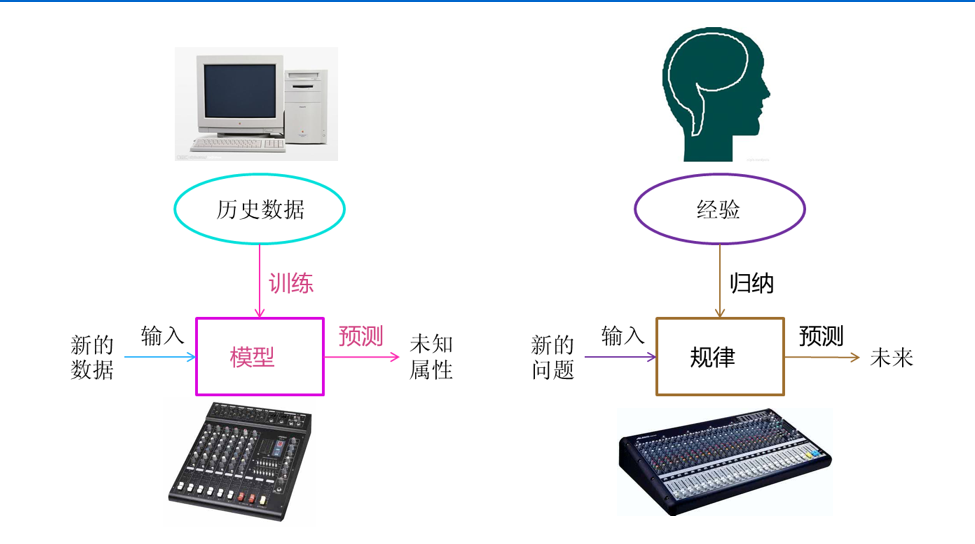 历史数据
经验
训练
归纳
输入
预测
输入
预测
新的
数据
模型
未知
属性
新的
问题
规律
未来